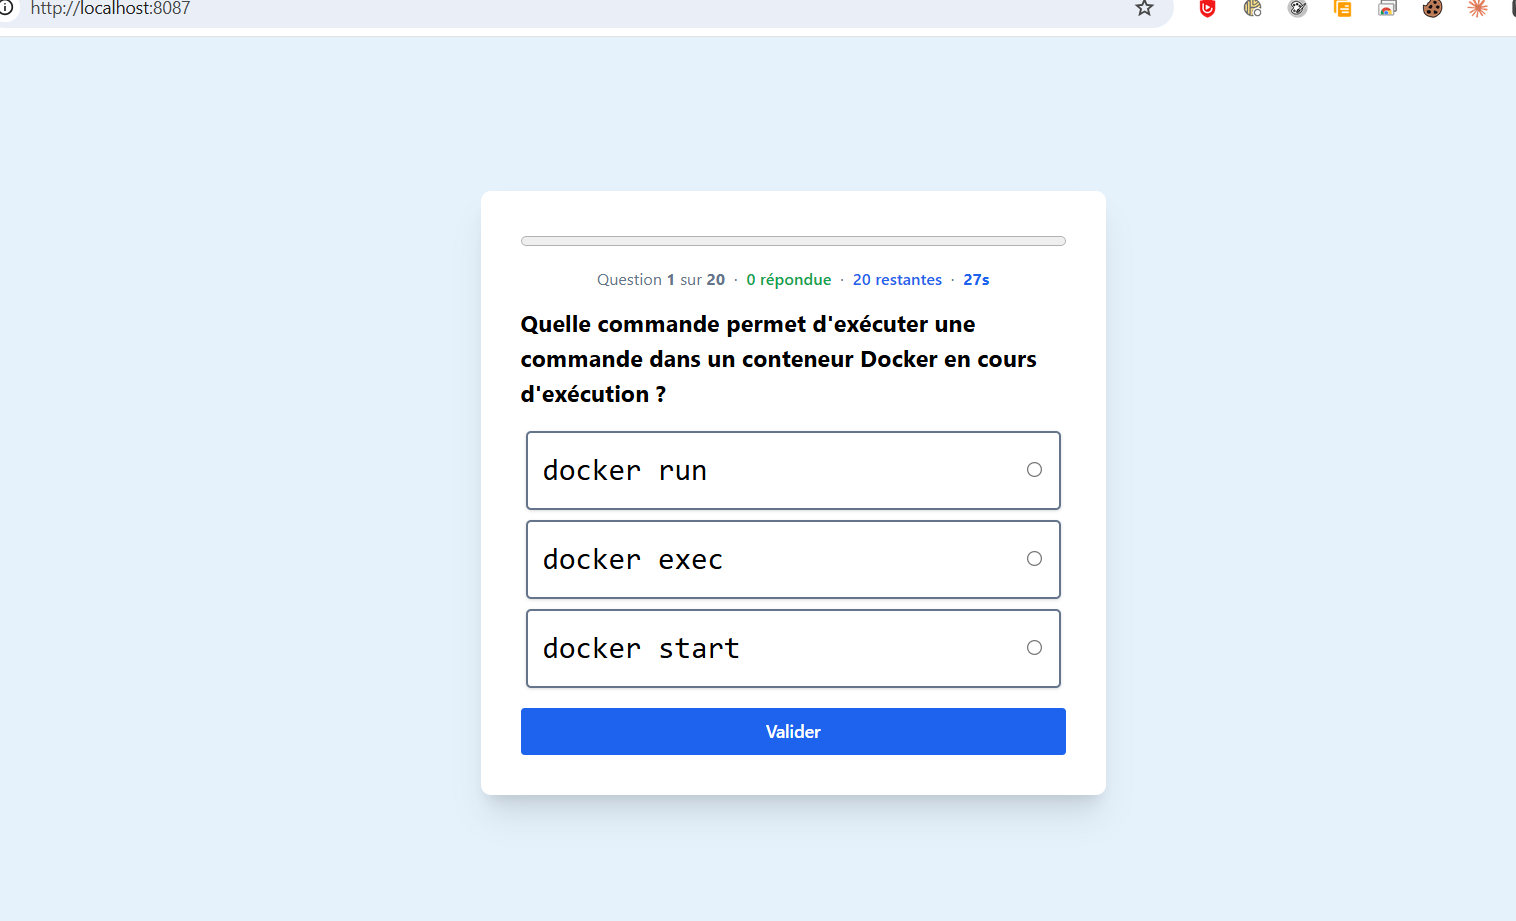 http://localhost:8087
Question 1 sur 20 · 0 répondue · 20 restantes · 27s
Quelle commande permet d'exécuter une
commande dans un conteneur Docker en cours
d'exécution ?
docker run
docker exec
docker start
Valider